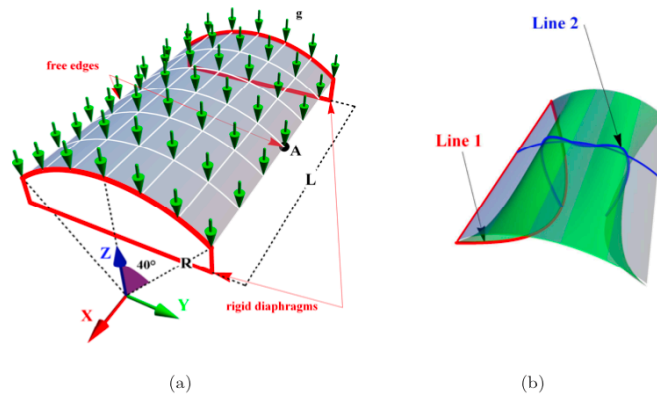 g
free edges
A
L
Z
40°
R
X
Y
rigid diaphragms
(a)
Line 2
Line 1
(b)